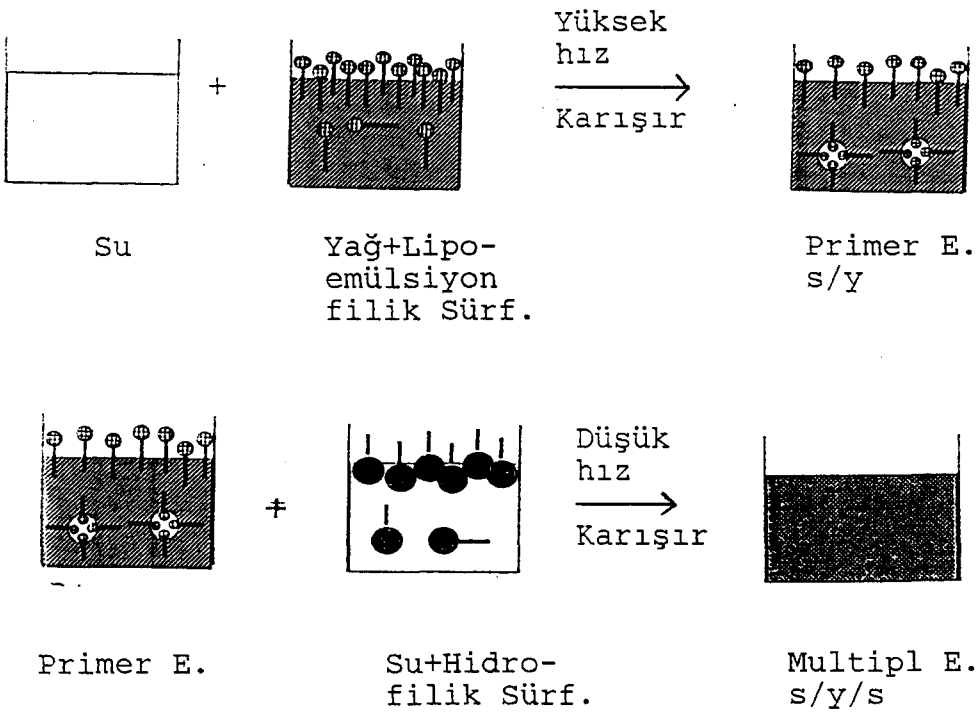 +
Yüksek
hız
Karışır
Su
Yağ+Lipo-
emülsiyon
filik Sürf.
Primer E.
s/y
+
Düşük
hız
Karışır
Primer E.
Su+Hidro-
filik Sürf.
Multipl E.
s/y/s